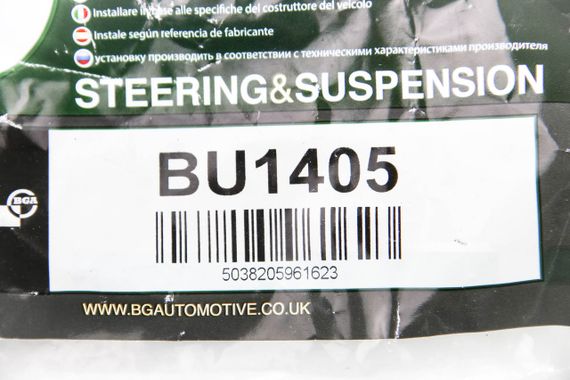 Installare in base alle specifiche del costruttore del veicolo
Instale según referencia de fabricante
установку производить в соответствии с техническими характеристиками производителя
STEERING&SUSPENSION
BU1405
BGA
5038205961623
WWW.BGAUTOMOTIVE.CO.UK